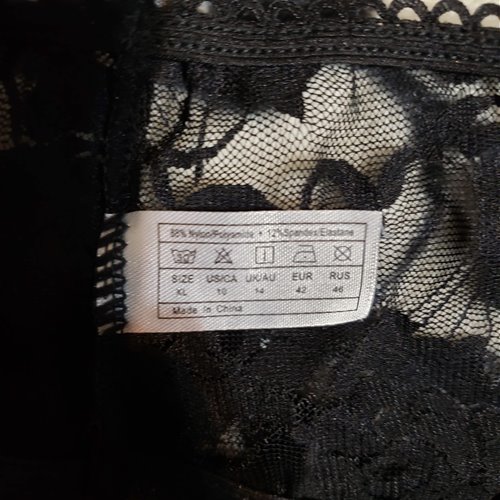 88% Nylon/Polyamide + 12%Spandex/Elastane
30
SIZE US/CA UK/AU EUR RUS
XL 10 14 42 46
Made In China